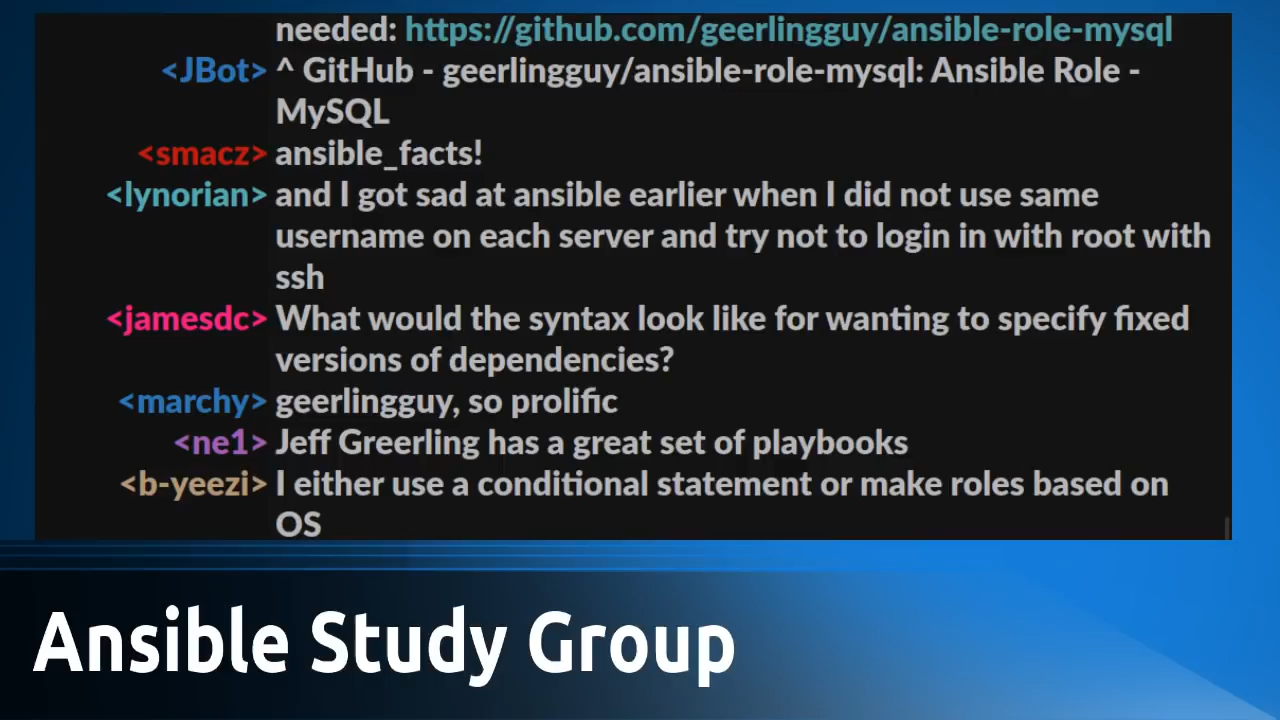 needed: https://github.com/geerlingguy/ansible-role-mysql
<JBot> ^ GitHub - geerlingguy/ansible-role-mysql: Ansible Role -
MySQL
<smacz> ansible_facts!
<lynorian> and I got sad at ansible earlier when I did not use same
username on each server and try not to login in with root with
ssh
<jamesdc> What would the syntax look like for wanting to specify fixed
versions of dependencies?
<marchy> geerlingguy, so prolific
<ne1> Jeff Greerling has a great set of playbooks
<b-yeezi> I either use a conditional statement or make roles based on
OS
Ansible Study Group